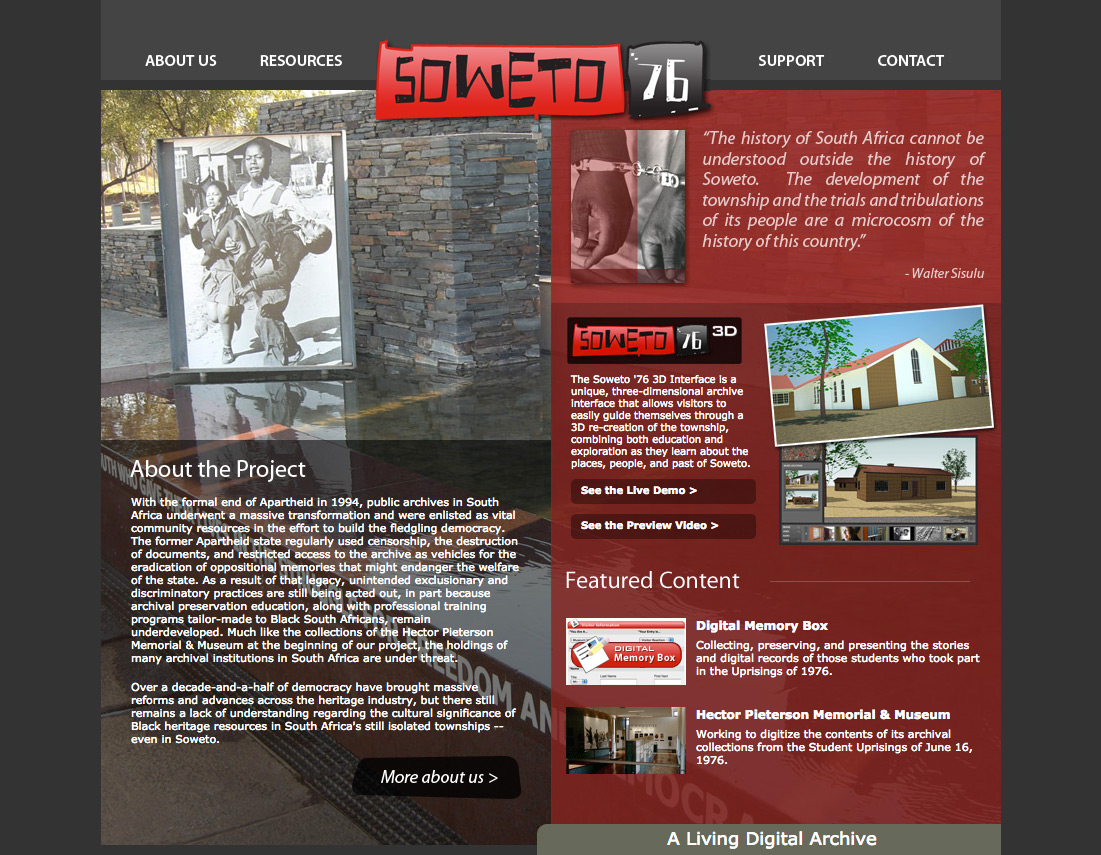 ABOUT US
RESOURCES
SOWETO '76
SUPPORT
CONTACT
“The history of South Africa cannot be
understood outside the history of
Soweto. The development of the
township and the trials and tribulations
of its people are a microcosm of the
history of this country.”
- Walter Sisulu
SOWETO '76 3D
The Soweto '76 3D Interface is a
unique, three-dimensional archive
interface that allows visitors to
easily guide themselves through a
3D re-creation of the township,
combining both education and
exploration as they learn about the
places, people, and past of Soweto.
See the Live Demo >
See the Preview Video >
About the Project
With the formal end of Apartheid in 1994, public archives in South
Africa underwent a massive transformation and were enlisted as vital
community resources in the effort to build the fledgling democracy.
The former Apartheid state regularly used censorship, the destruction
of documents, and restricted access to the archive as vehicles for the
eradication of oppositional memories that might endanger the welfare
of the state. As a result of that legacy, unintended exclusionary and
discriminatory practices are still being acted out, in part because
archival preservation education, along with professional training
programs tailor-made to Black South Africans, remain
underdeveloped. Much like the collections of the Hector Pieterson
Memorial & Museum at the beginning of our project, the holdings of
many archival institutions in South Africa are under threat.
Over a decade-and-a-half of democracy have brought massive
reforms and advances across the heritage industry, but there still
remains a lack of understanding regarding the cultural significance of
Black heritage resources in South Africa's still isolated townships --
even in Soweto.
More about us >
Featured Content
Visitor Information
DIGITAL
Memory Box
Last Name
First Name
Digital Memory Box
Collecting, preserving, and presenting the stories
and digital records of those students who took part
in the Uprisings of 1976.
Hector Pieterson Memorial & Museum
Working to digitize the contents of its archival
collections from the Student Uprisings of June 16,
1976.
A Living Digital Archive